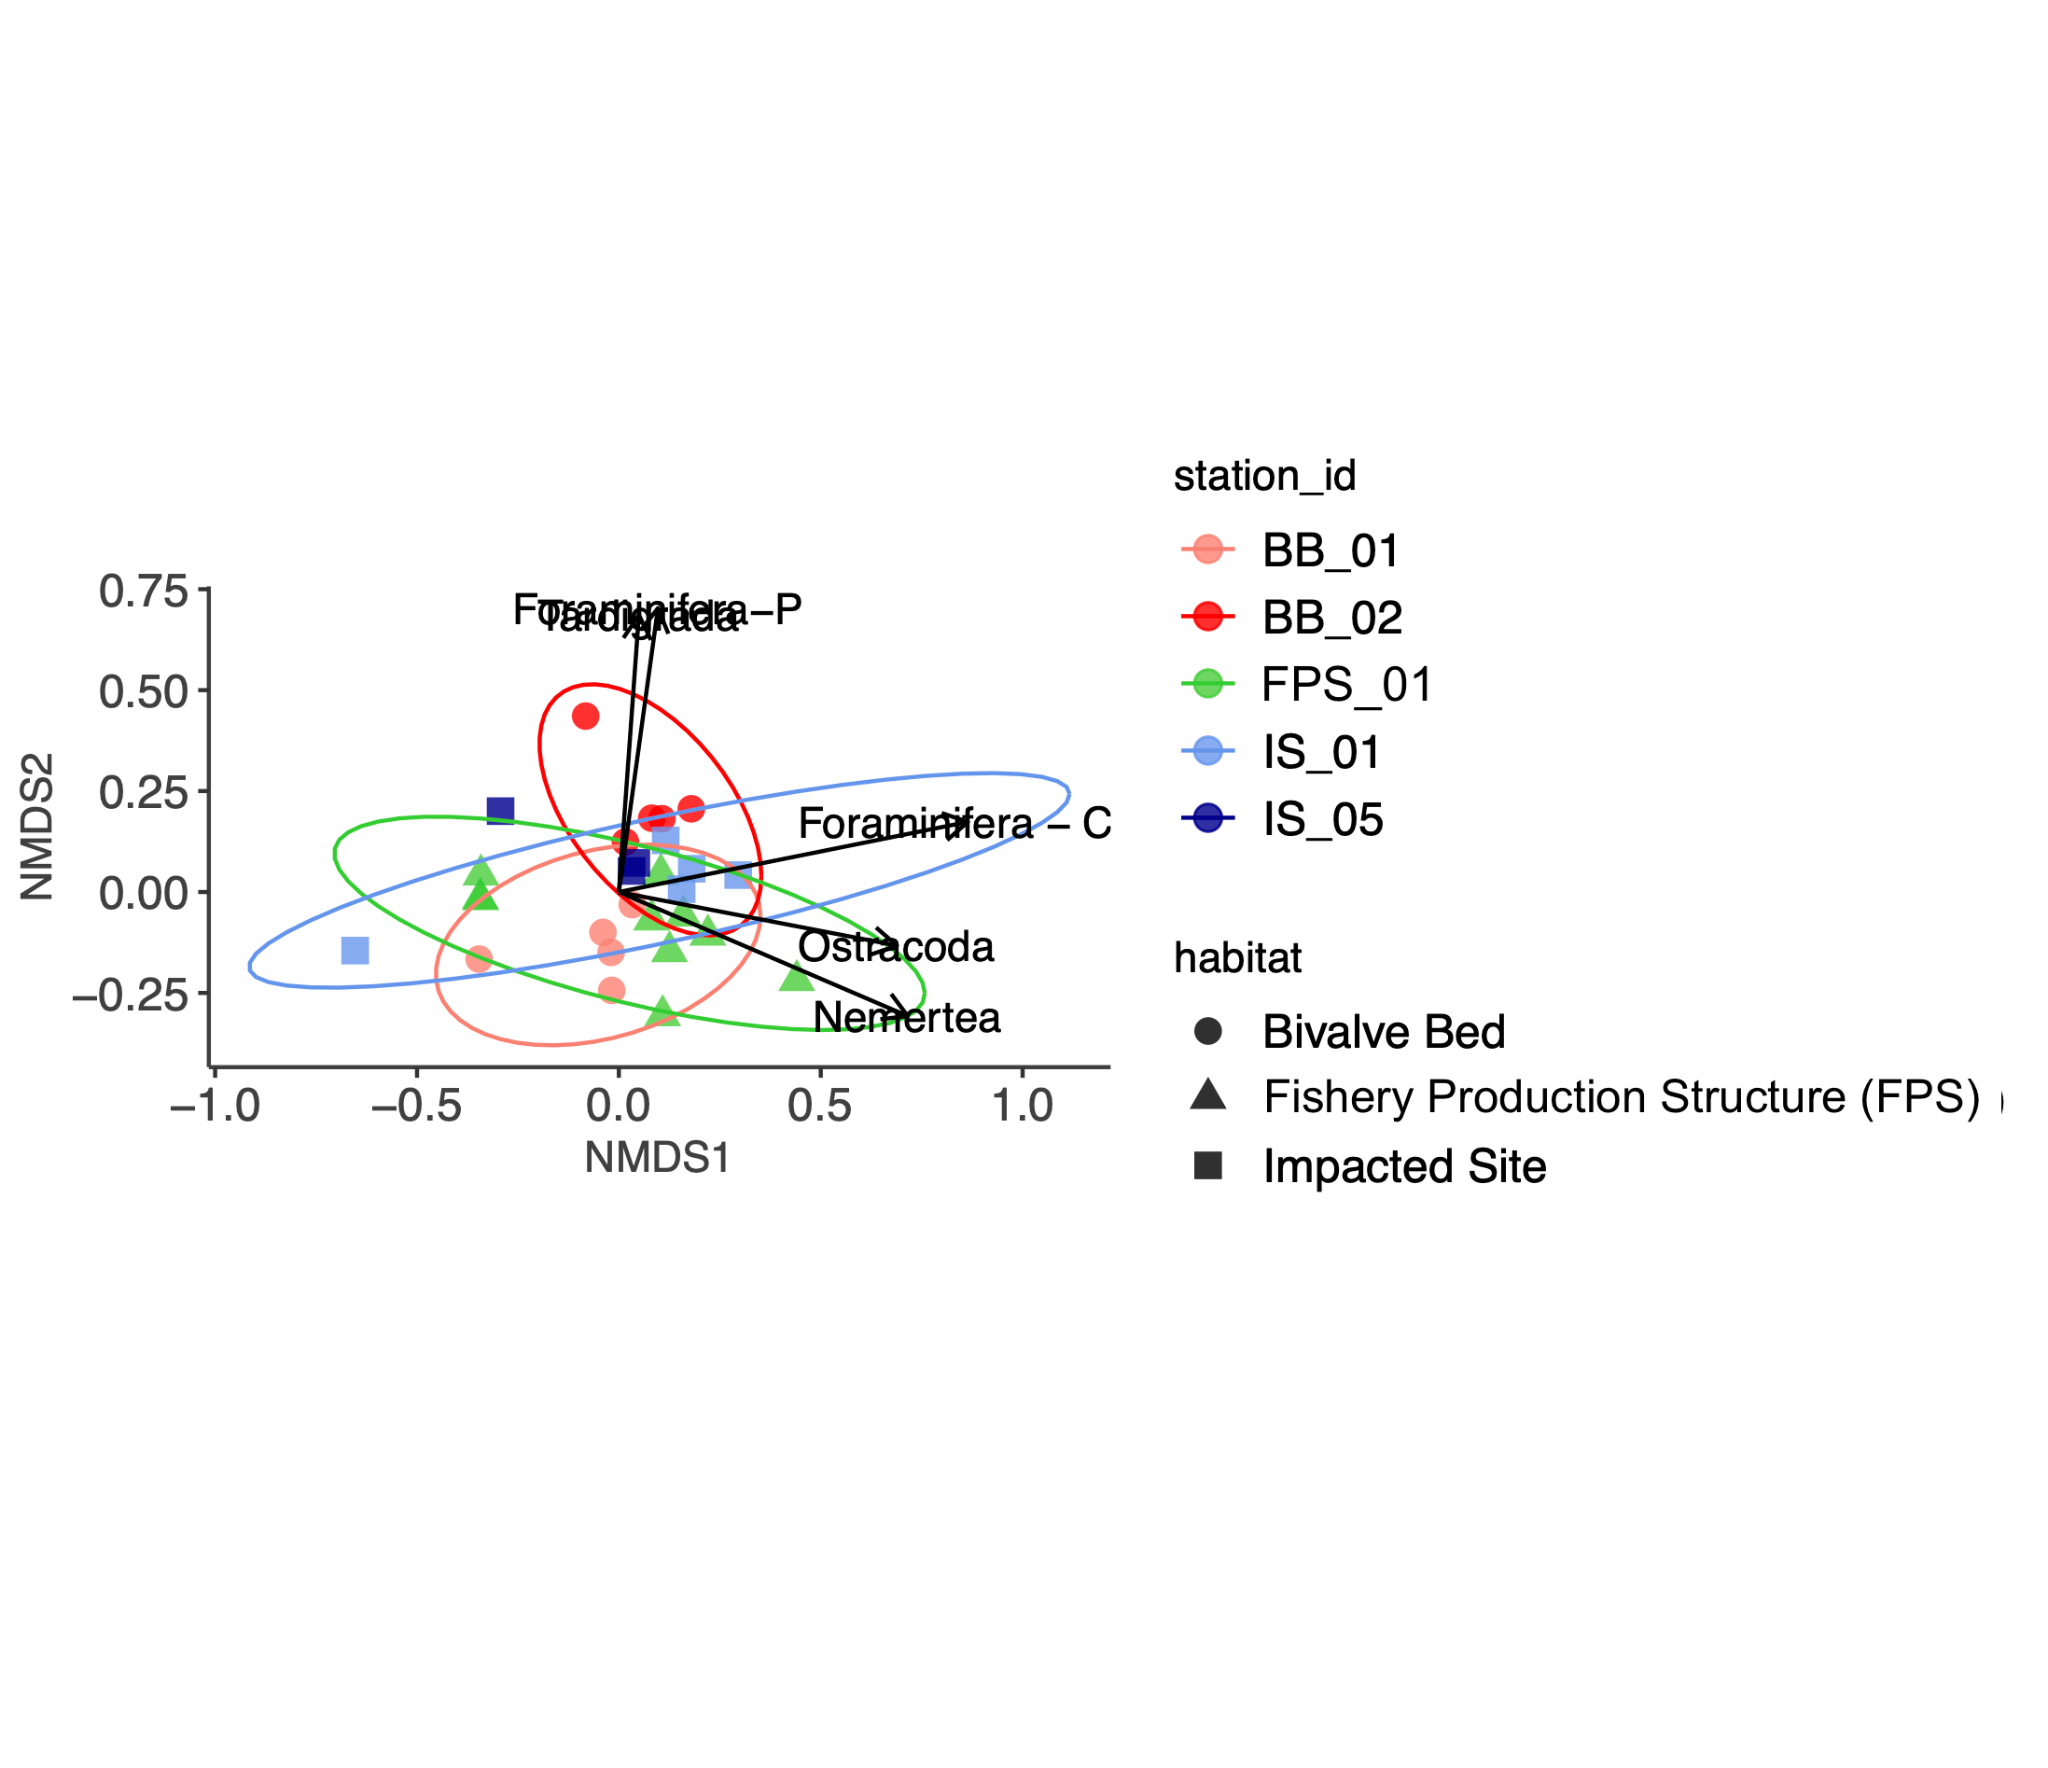 0.75
0.50
0.25
0.00
−0.25
NMDS2
−1.0
−0.5
0.0
0.5
1.0
NMDS1
Foraminifera−P
Tardigrada
Foraminifera − C
Ostracoda
Nemertea
station_id
BB_01
BB_02
FPS_01
IS_01
IS_05
habitat
Bivalve Bed
Fishery Production Structure (FPS)
Impacted Site